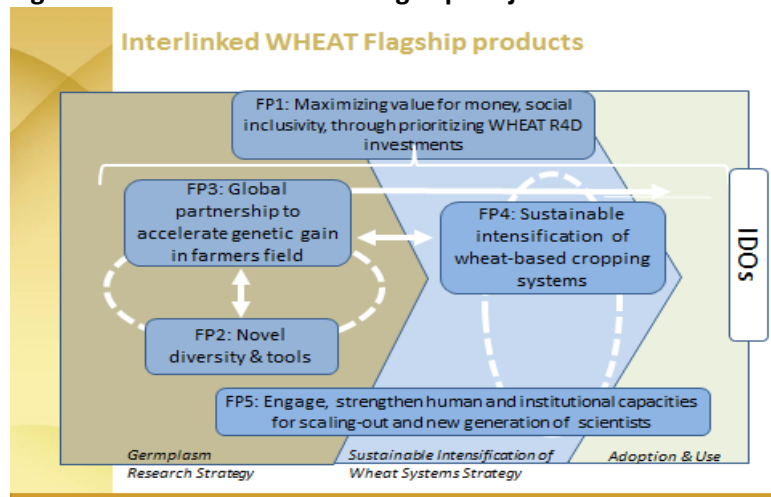 Interlinked WHEAT Flagship products
FP1: Maximizing value for money, social
inclusivity, through prioritizing WHEAT R4D
investments
FP3: Global
partnership to
accelerate genetic gain
in farmers field
FP4: Sustainable
intensification of
wheat-based cropping
systems
IDOs
FP2: Novel
diversity & tools
FP5: Engage, strengthen human and institutional capacities
for scaling-out and new generation of scientists
Germplasm
Research Strategy
Sustainable Intensification of
Wheat Systems Strategy
Adoption & Use